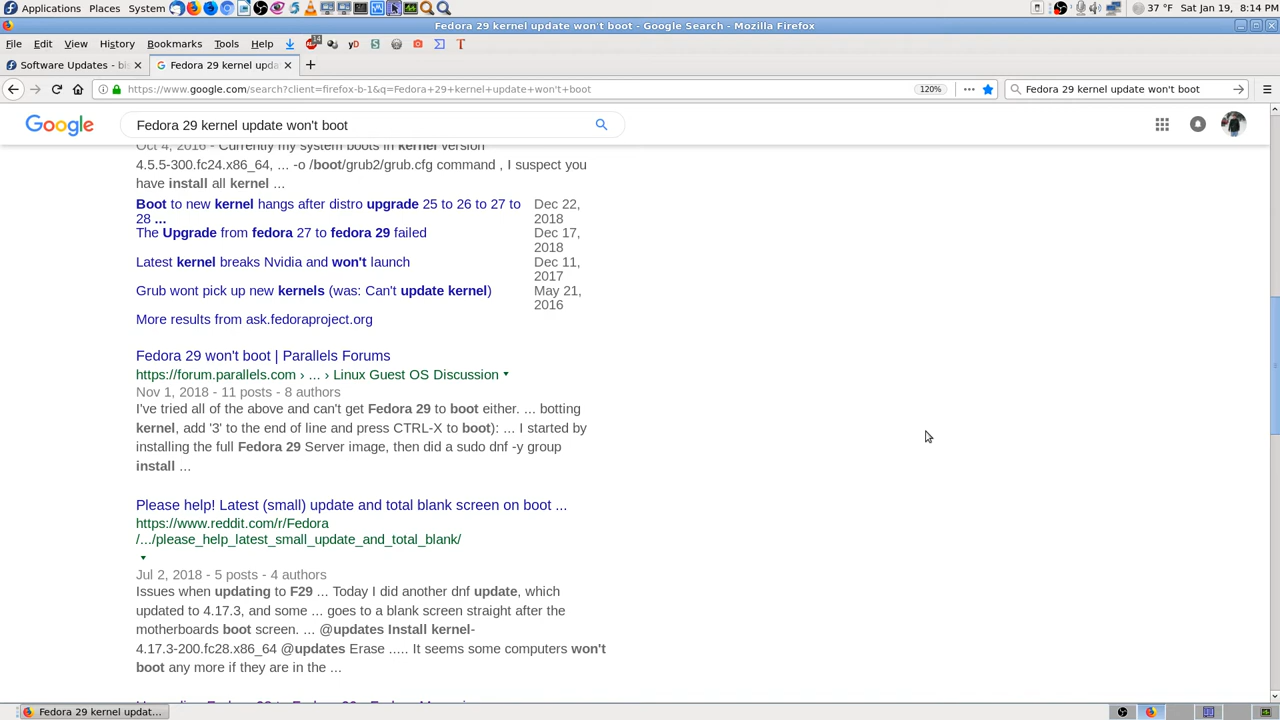 Applications Places System 37 °F Sat Jan 19, 8:14 PM
Fedora 29 kernel update won't boot - Google Search - Mozilla Firefox
File Edit View History Bookmarks Tools Help
Software Updates - bis
Fedora 29 kernel upda
https://www.google.com/search?client=firefox-b-1&q=Fedora+29+kernel+update+won't+boot 120% Fedora 29 kernel update won't boot
Google Fedora 29 kernel update won't boot
Oct 4, 2016 - Currently my system boots in kernel version
4.5.5-300.fc24.x86_64, ... -o /boot/grub2/grub.cfg command , I suspect you
have install all kernel ...
Boot to new kernel hangs after distro upgrade 25 to 26 to 27 to
28 ...
Dec 22,
2018
The Upgrade from fedora 27 to fedora 29 failed
Dec 17,
2018
Latest kernel breaks Nvidia and won't launch
Dec 11,
2017
Grub wont pick up new kernels (was: Can't update kernel)
May 21,
2016
More results from ask.fedoraproject.org
Fedora 29 won't boot | Parallels Forums
https://forum.parallels.com › ... › Linux Guest OS Discussion
Nov 1, 2018 - 11 posts - 8 authors
I've tried all of the above and can't get Fedora 29 to boot either. ... botting
kernel, add '3' to the end of line and press CTRL-X to boot): ... I started by
installing the full Fedora 29 Server image, then did a sudo dnf -y group
install ...
Please help! Latest (small) update and total blank screen on boot ...
https://www.reddit.com/r/Fedora
/.../please_help_latest_small_update_and_total_blank/
Jul 2, 2018 - 5 posts - 4 authors
Issues when updating to F29 ... Today I did another dnf update, which
updated to 4.17.3, and some ... goes to a blank screen straight after the
motherboards boot screen. ... @updates Install kernel-
4.17.3-200.fc28.x86_64 @updates Erase ..... It seems some computers won't
boot any more if they are in the ...
Fedora 29 kernel updat...